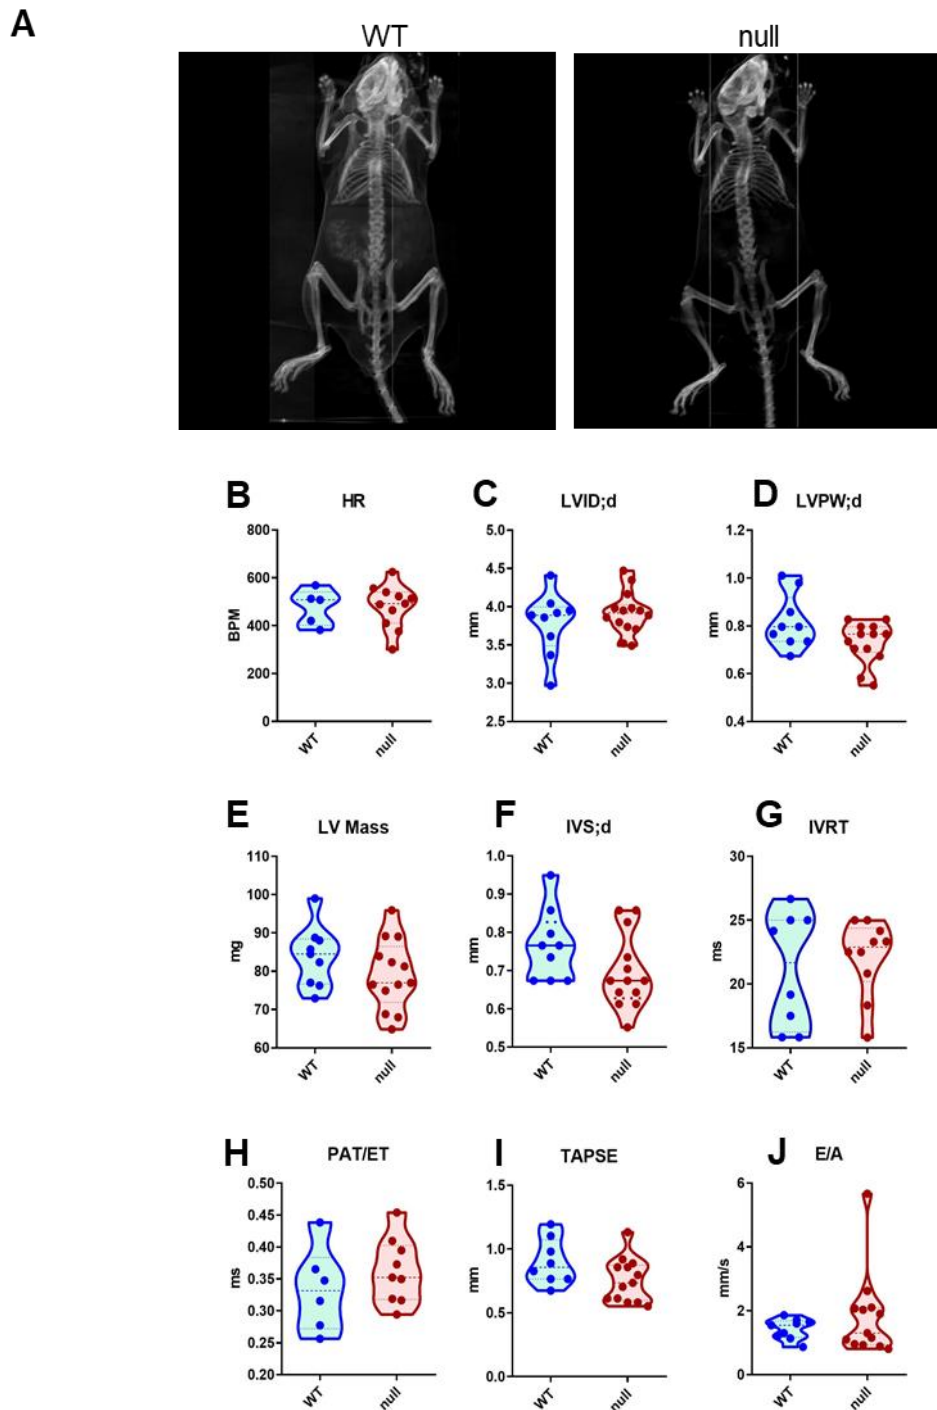 A
WT null
B HR
BPM
800
600
400
200
0
WT null
C LVID;d
mm
5.0
4.5
4.0
3.5
3.0
2.5
WT null
D LVPW;d
mm
1.2
1.0
0.8
0.6
0.4
WT null
E LV Mass
mg
110
100
90
80
70
60
WT null
F IVS;d
mm
1.0
0.9
0.8
0.7
0.6
0.5
WT null
G IVRT
ms
30
25
20
15
WT null
H PAT/ET
ms
0.50
0.45
0.40
0.35
0.30
0.25
0.20
WT null
I TAPSE
mm
1.5
1.0
0.5
0.0
WT null
J E/A
mm/s
6
4
2
0
WT null